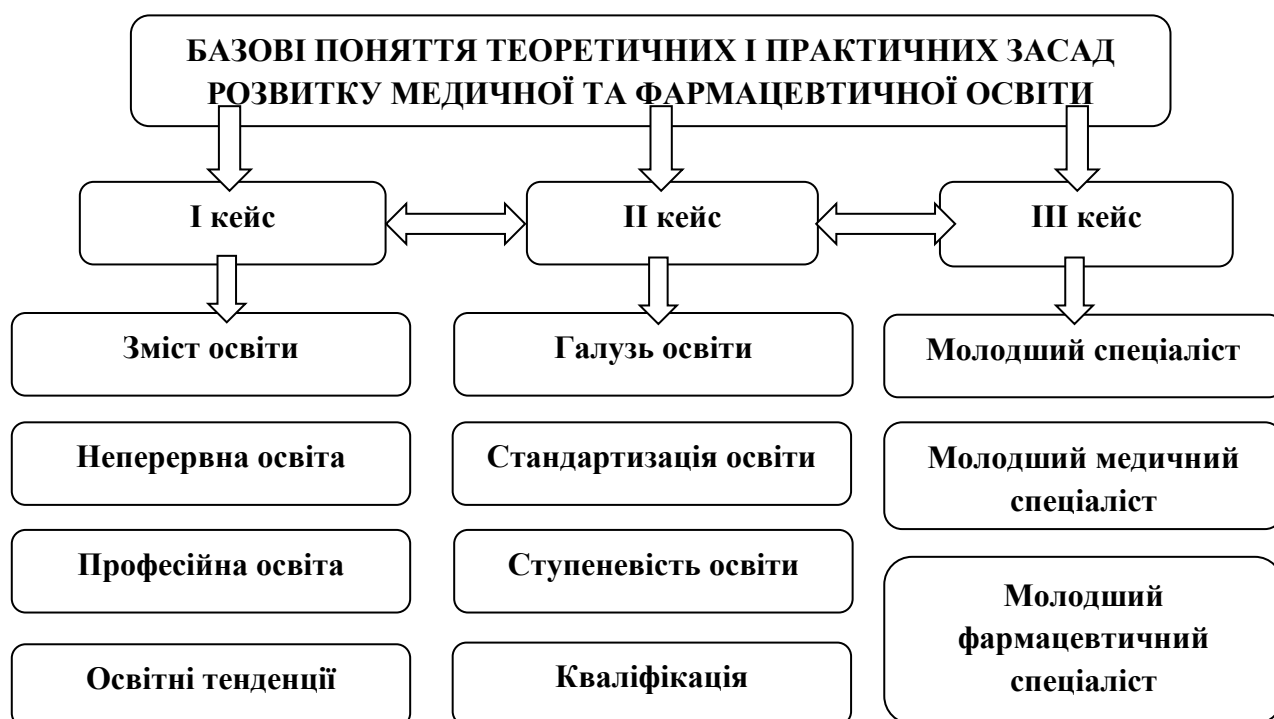 БАЗОВІ ПОНЯТТЯ ТЕОРЕТИЧНИХ І ПРАКТИЧНИХ ЗАСАД
РОЗВИТКУ МЕДИЧНОЇ ТА ФАРМАЦЕВТИЧНОЇ ОСВІТИ
І кейс
ІІ кейс
ІІІ кейс
Зміст освіти
Галузь освіти
Молодший спеціаліст
Неперервна освіта
Стандартизація освіти
Молодший медичний
спеціаліст
Професійна освіта
Ступеневість освіти
Молодший
фармацевтичний
спеціаліст
Освітні тенденції
Кваліфікація